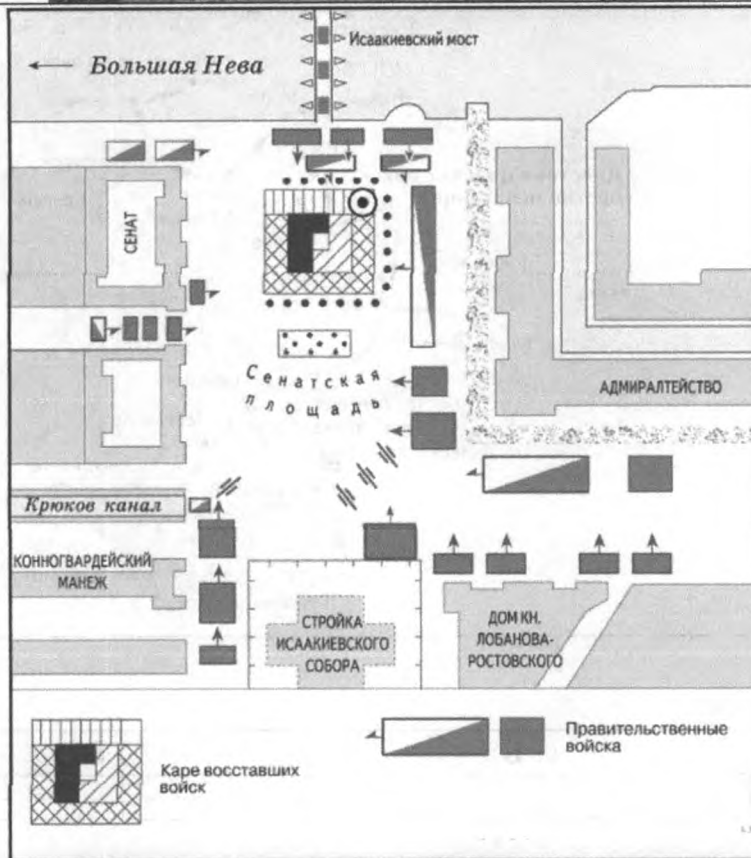 Исаакиевский мост
Большая Нева
СЕНАТ
Сенатская
площадь
АДМИРАЛТЕЙСТВО
Крюков канал
КОННОГВАРДЕЙСКИЙ
МАНЕЖ
СТРОЙКА
ИСААКИЕВСКОГО
СОБОРА
ДОМ КН.
ЛОБАНОВА-
РОСТОВСКОГО
Каре восставших
войск
Правительственные
войска